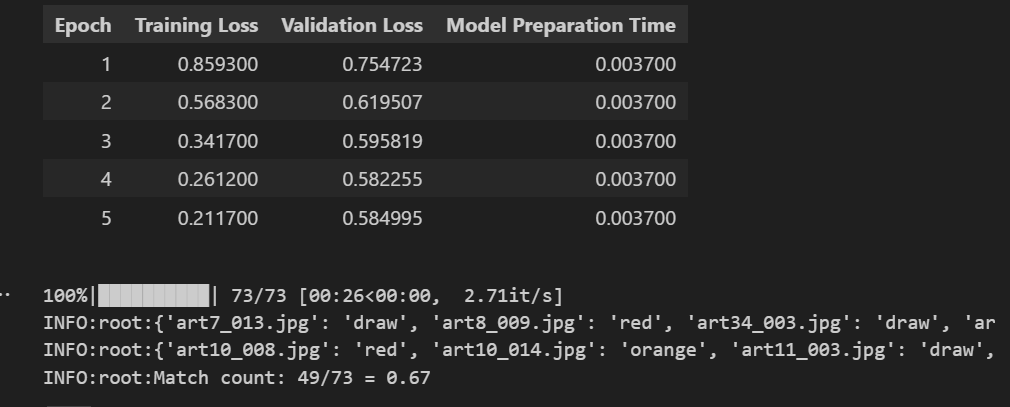 Epoch Training Loss Validation Loss Model Preparation Time
1 0.859300 0.754723 0.003700
2 0.568300 0.619507 0.003700
3 0.341700 0.595819 0.003700
4 0.261200 0.582255 0.003700
5 0.211700 0.584995 0.003700
100%|██████████| 73/73 [00:26<00:00, 2.71it/s]
INFO:root:{'art7_013.jpg': 'draw', 'art8_009.jpg': 'red', 'art34_003.jpg': 'draw', 'ar
INFO:root:{'art10_008.jpg': 'red', 'art10_014.jpg': 'orange', 'art11_003.jpg': 'draw',
INFO:root:Match count: 49/73 = 0.67